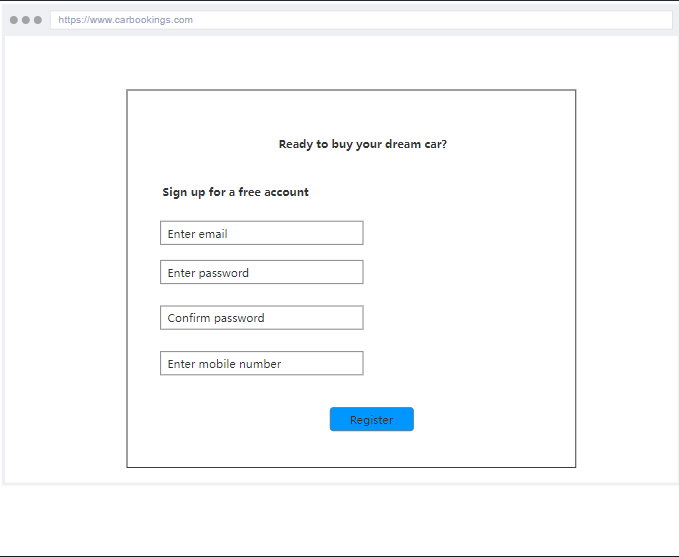 https://www.carbookings.com
Ready to buy your dream car?
Sign up for a free account
Enter email
Enter password
Confirm password
Enter mobile number
Register